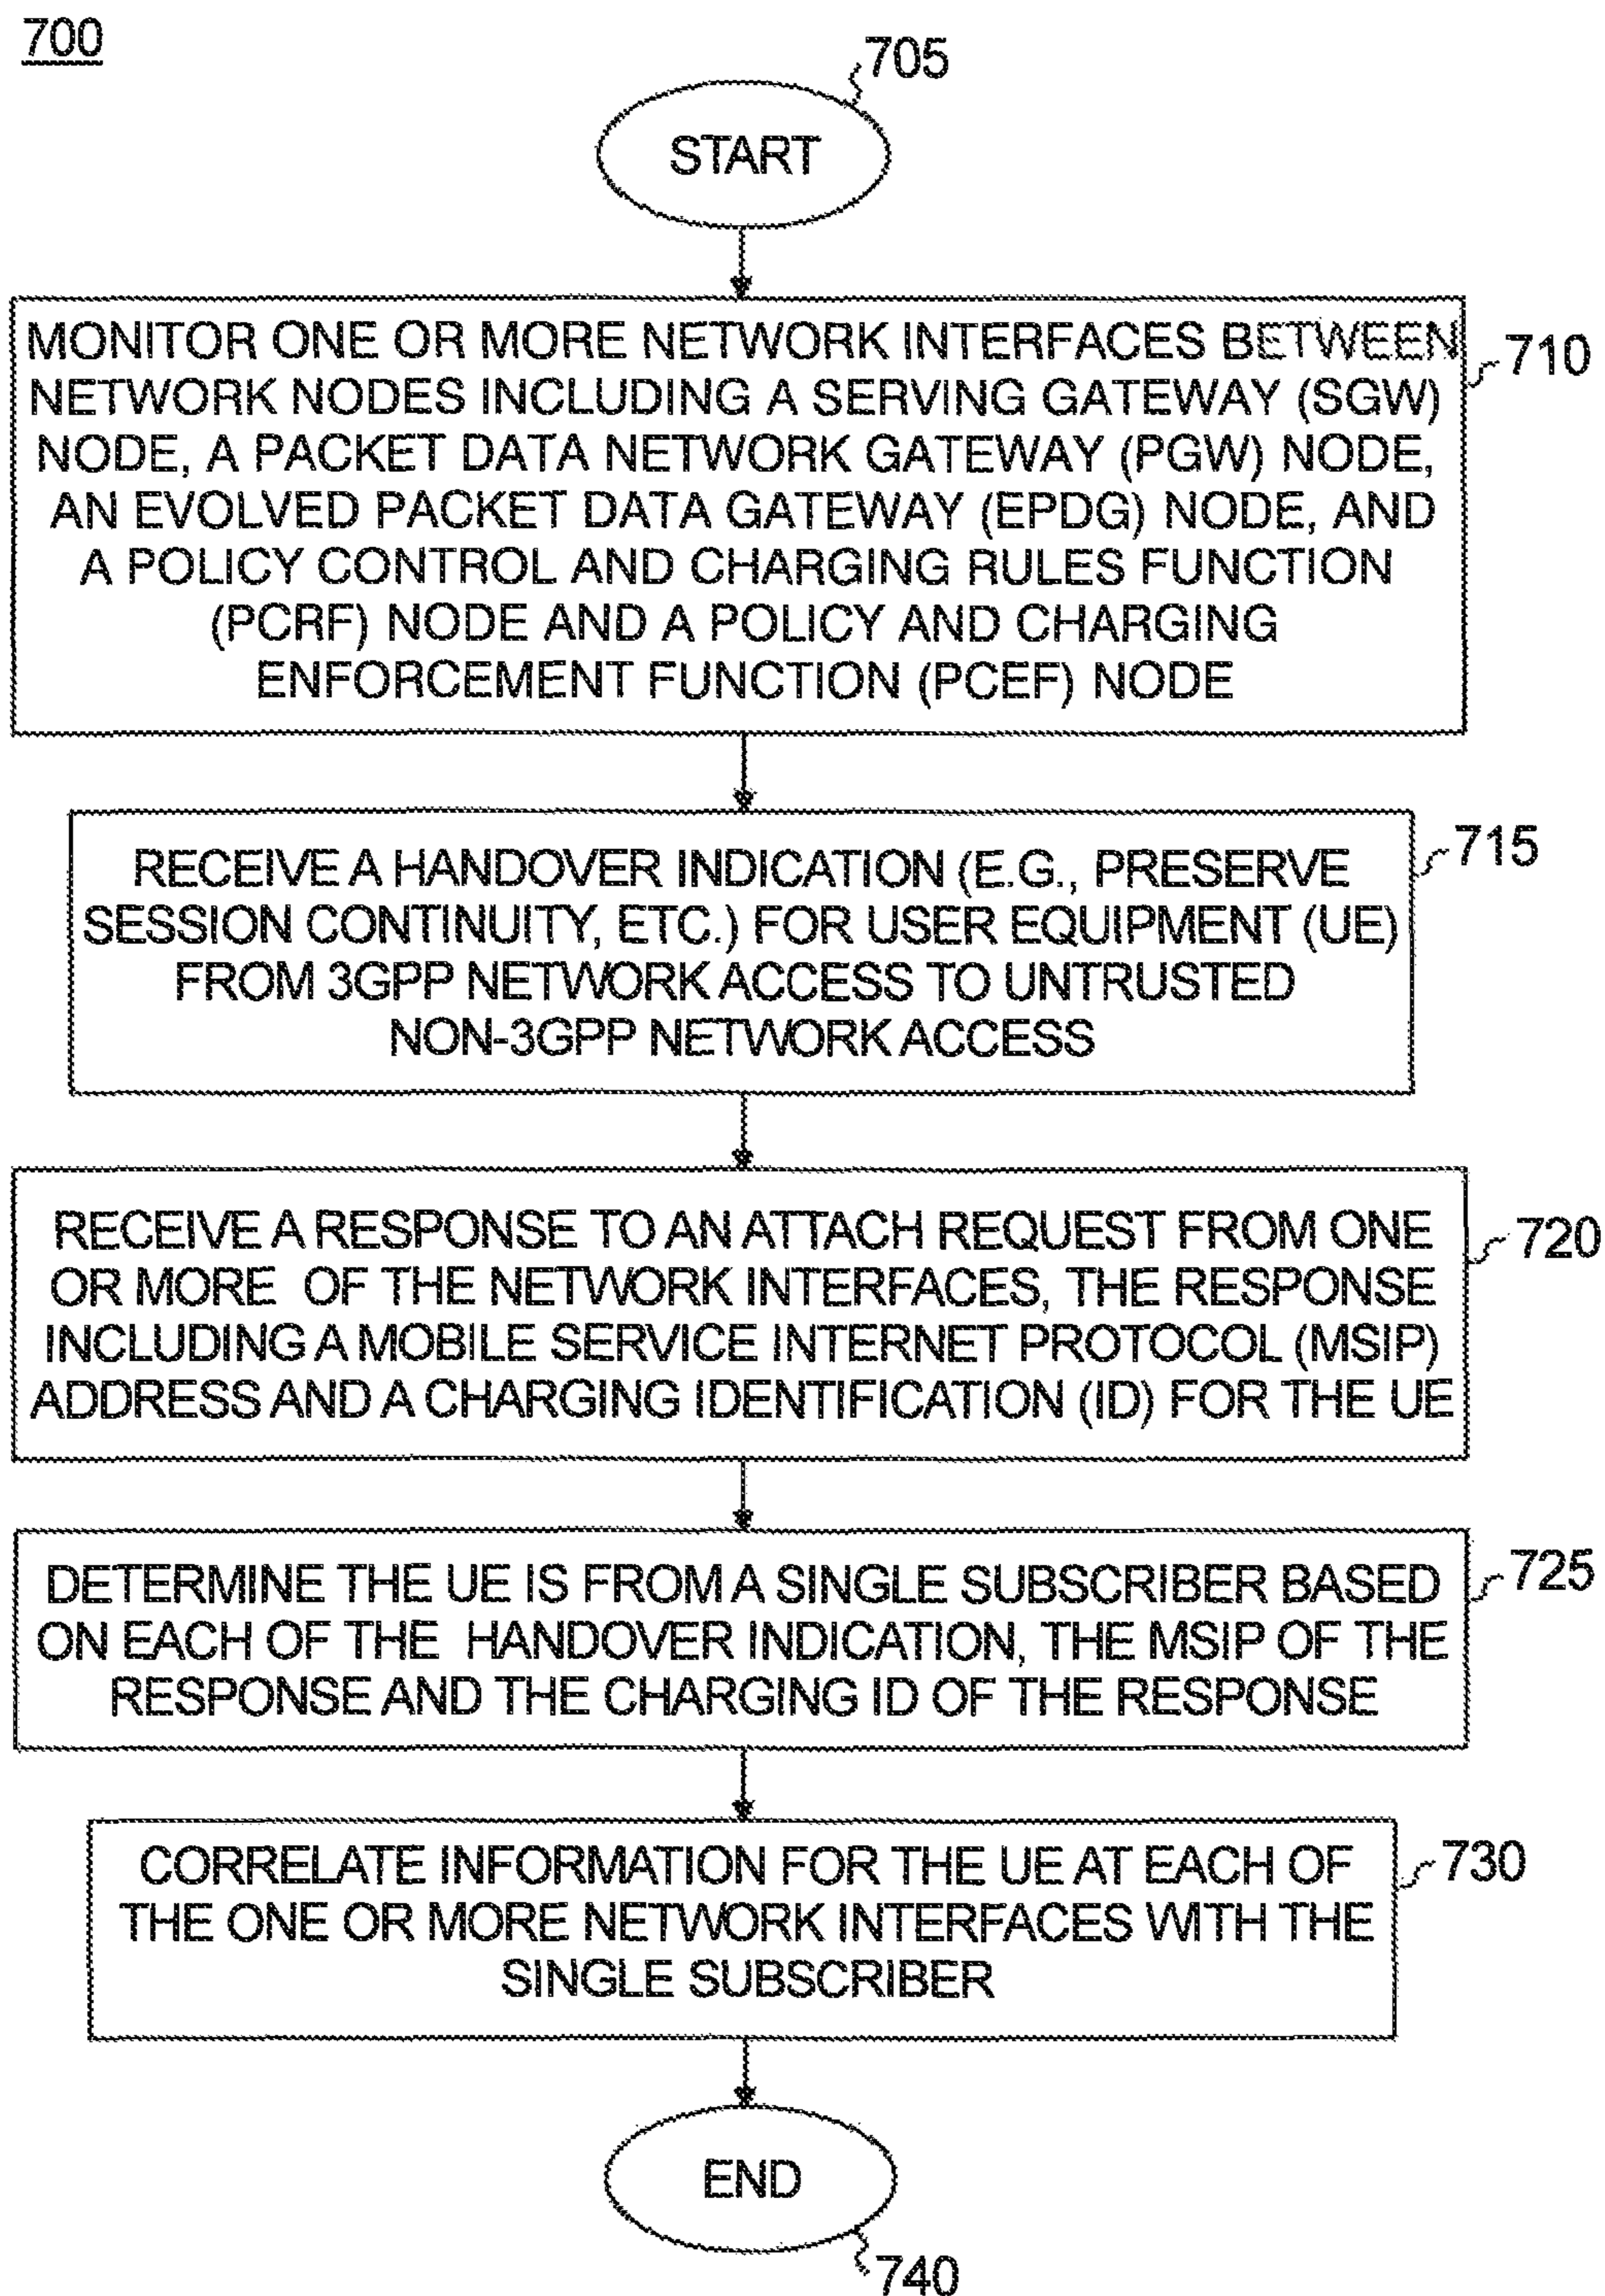 700
705
START
MONITOR ONE OR MORE NETWORK INTERFACES BETWEEN
NETWORK NODES INCLUDING A SERVING GATEWAY (SGW)
NODE, A PACKET DATA NETWORK GATEWAY (PGW) NODE,
AN EVOLVED PACKET DATA GATEWAY (EPDG) NODE, AND
A POLICY CONTROL AND CHARGING RULES FUNCTION
(PCRF) NODE AND A POLICY AND CHARGING
ENFORCEMENT FUNCTION (PCEF) NODE
710
RECEIVE A HANDOVER INDICATION (E.G., PRESERVE
SESSION CONTINUITY, ETC.) FOR USER EQUIPMENT (UE)
FROM 3GPP NETWORK ACCESS TO UNTRUSTED
NON-3GPP NETWORK ACCESS
715
RECEIVE A RESPONSE TO AN ATTACH REQUEST FROM ONE
OR MORE OF THE NETWORK INTERFACES, THE RESPONSE
INCLUDING A MOBILE SERVICE INTERNET PROTOCOL (MSIP)
ADDRESS AND A CHARGING IDENTIFICATION (ID) FOR THE UE
720
DETERMINE THE UE IS FROM A SINGLE SUBSCRIBER BASED
ON EACH OF THE HANDOVER INDICATION, THE MSIP OF THE
RESPONSE AND THE CHARGING ID OF THE RESPONSE
725
CORRELATE INFORMATION FOR THE UE AT EACH OF
THE ONE OR MORE NETWORK INTERFACES WITH THE
SINGLE SUBSCRIBER
730
END
740